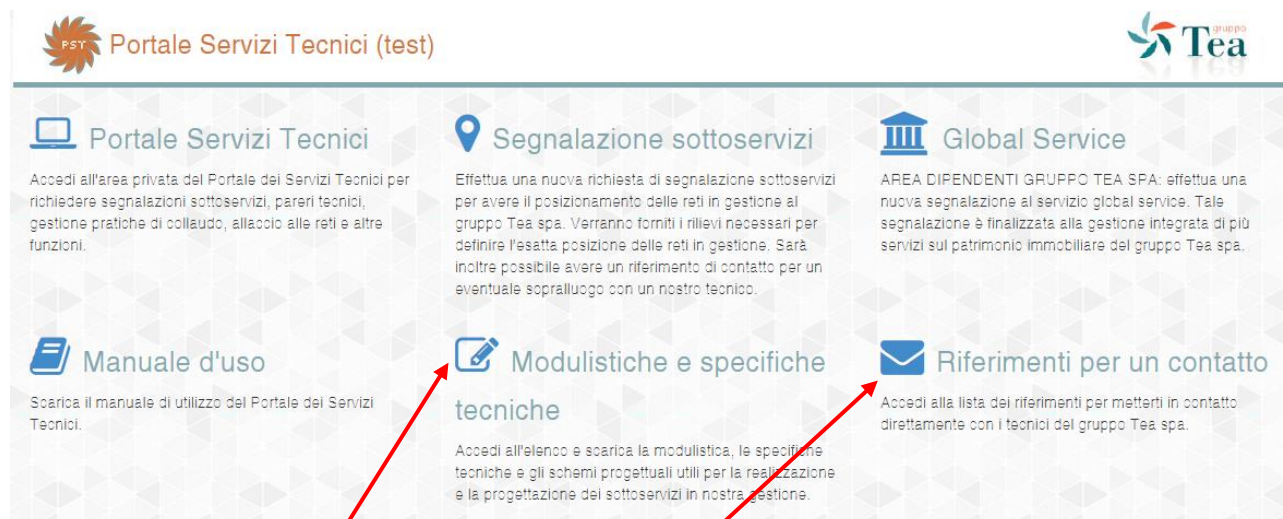 PST
Portale Servizi Tecnici (test)
gruppo
Tea
Portale Servizi Tecnici
Accedi all'area privata del Portale dei Servizi Tecnici per
richiedere segnalazioni sottoservizi, pareri tecnici,
gestione pratiche di collaudo, allaccio alle reti e altre
funzioni.
Segnalazione sottoservizi
Effettua una nuova richiesta di segnalazione sottoservizi
per avere il posizionamento delle reti in gestione al
gruppo Tea spa. Verranno forniti i rilievi necessari per
definire l'esatta posizione delle reti in gestione. Sarà
inoltre possibile avere un riferimento di contatto per un
eventuale sopralluogo con un nostro tecnico.
Global Service
AREA DIPENDENTI GRUPPO TEA SPA: effettua una
nuova segnalazione al servizio global service. Tale
segnalazione è finalizzata alla gestione integrata di più
servizi sul patrimonio immobiliare del gruppo Tea spa.
Manuale d'uso
Scarica il manuale di utilizzo del Portale dei Servizi
Tecnici.
Modulistiche e specifiche
tecniche
Accedi all'elenco e scarica la modulistica, le specifiche
tecniche e gli schemi progettuali utili per la realizzazione
e la progettazione dei sottoservizi in nostra gestione.
Riferimenti per un contatto
Accedi alla lista dei riferimenti per metterti in contatto
direttamente con i tecnici del gruppo Tea spa.